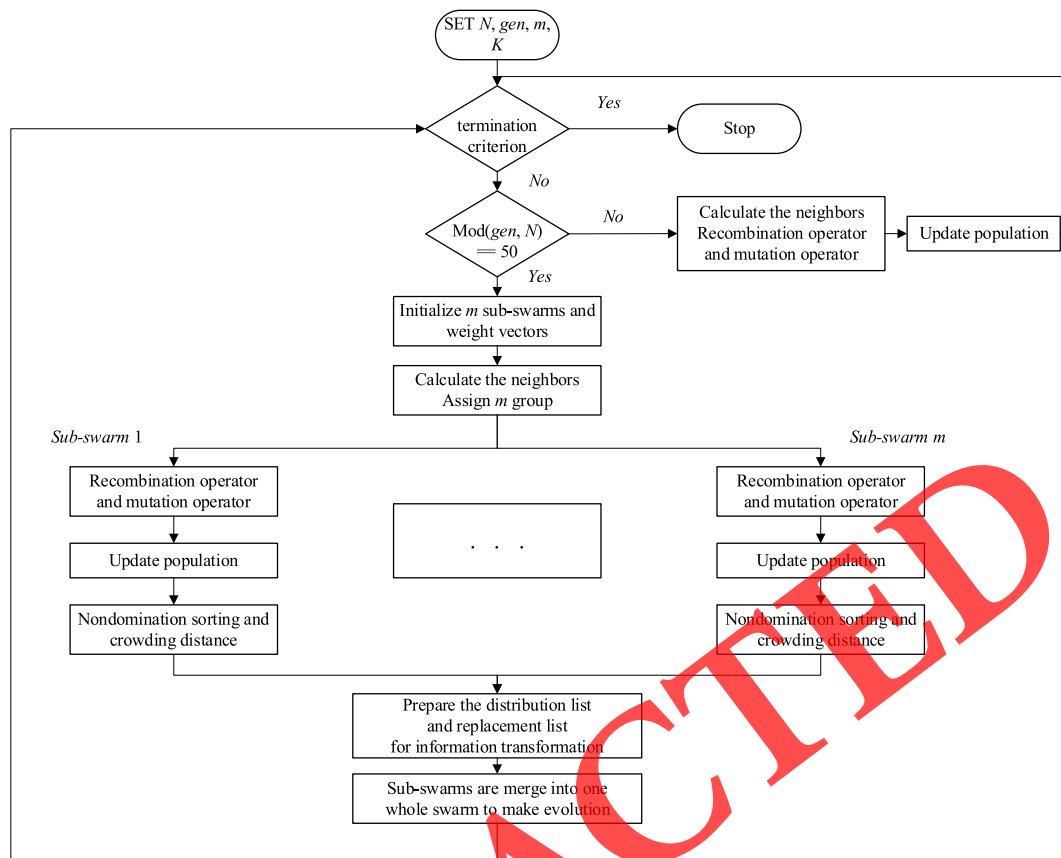 SET N, gen, m,
K
termination
criterion
Yes
Stop
No
Mod(gen, N)
== 50
No
Calculate the neighbors
Recombination operator
and mutation operator
Update population
Yes
Initialize m sub-swarms and
weight vectors
Calculate the neighbors
Assign m group
Sub-swarm 1
Sub-swarm m
Recombination operator
and mutation operator
Update population
Nondomination sorting and
crowding distance
. . .
Recombination operator
and mutation operator
Update population
Nondomination sorting and
crowding distance
Prepare the distribution list
and replacement list
for information transformation
Sub-swarms are merge into one
whole swarm to make evolution
ACTED